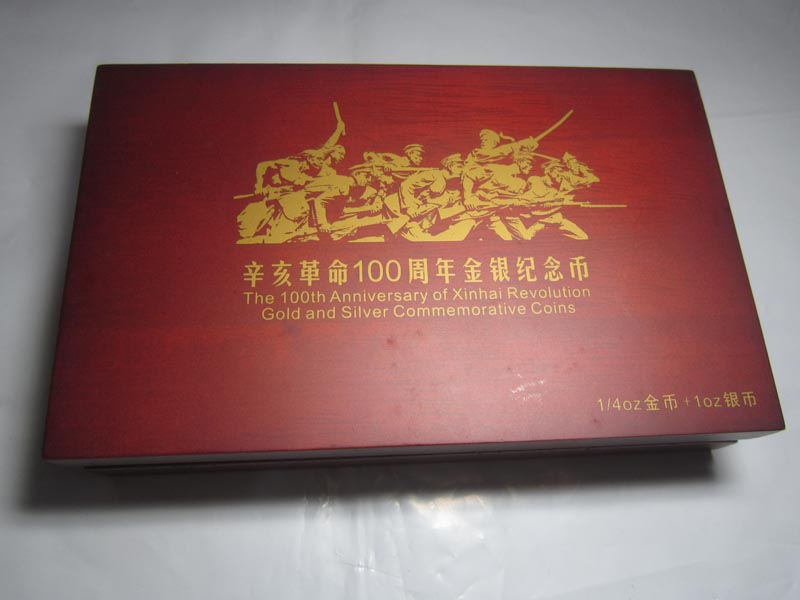 辛亥革命100周年金银纪念币
The 100th Anniversary of Xinhai Revolution
Gold and Silver Commemorative Coins
1/4oz金币+1oz银币